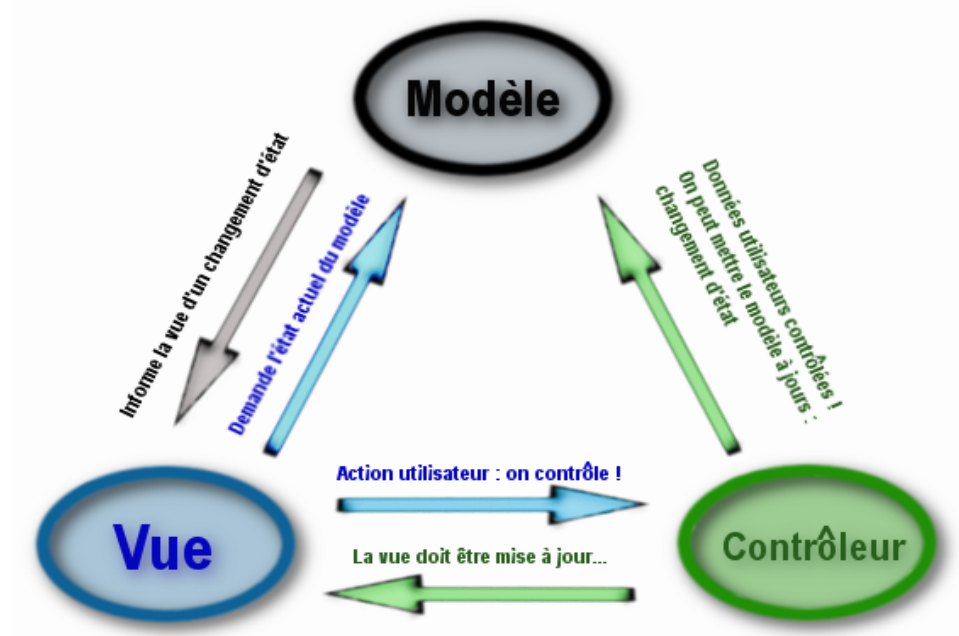 Modèle
Informe la vue d'un changement d'état
Demande l'état actuel du modèle
Données utilisateurs contrôlées !
On peut mettre le modèle à jours :
changement d'état
Action utilisateur : on contrôle !
Vue
La vue doit être mise à jour...
Contrôleur